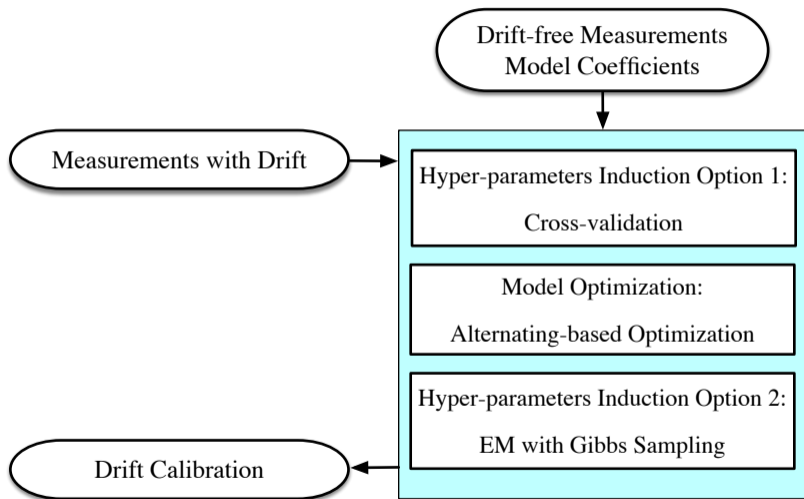 Drift-free Measurements
Model Coefficients
Measurements with Drift
Hyper-parameters Induction Option 1:
Cross-validation
Model Optimization:
Alternating-based Optimization
Hyper-parameters Induction Option 2:
EM with Gibbs Sampling
Drift Calibration